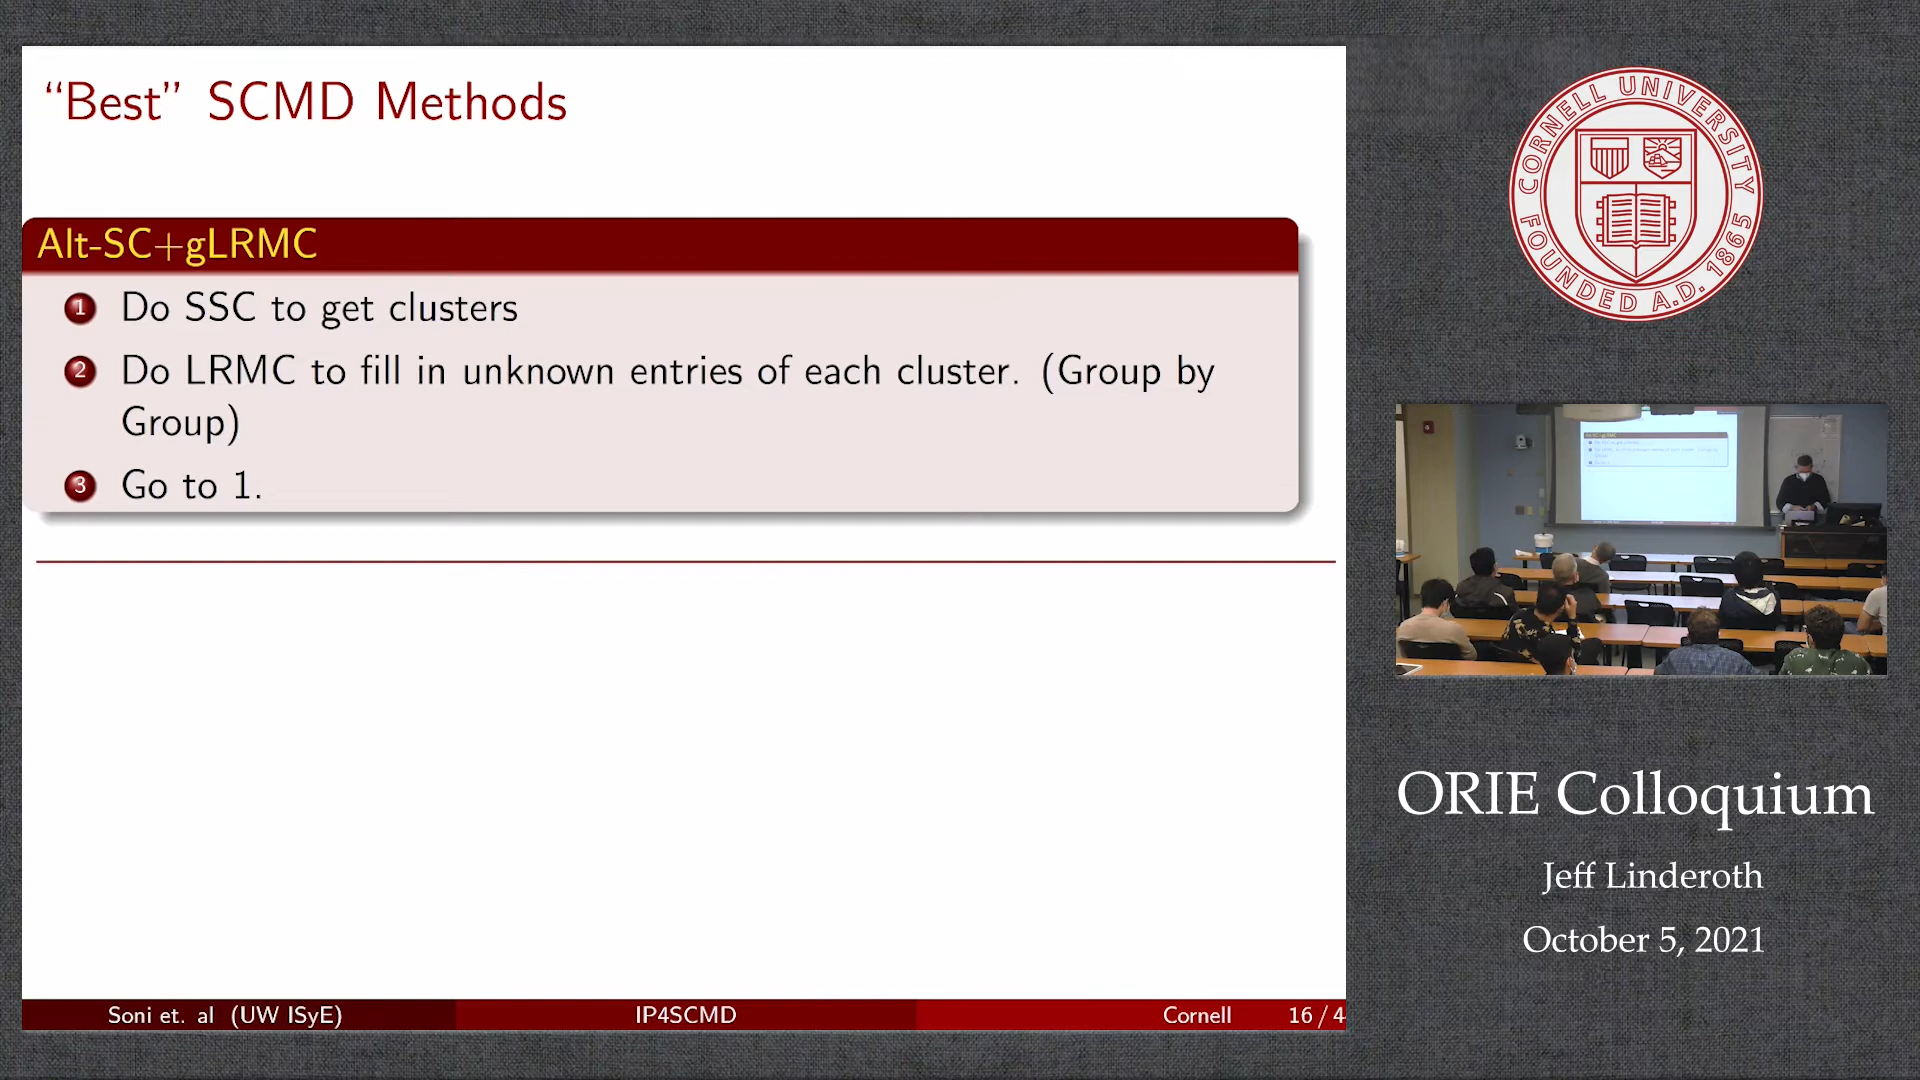 “Best” SCMD Methods
Alt-SC+gLRMC
1 Do SSC to get clusters
2 Do LRMC to fill in unknown entries of each cluster. (Group by
Group)
3 Go to 1.
Soni et. al (UW ISyE) IP4SCMD Cornell 16 / 4
CORNELL UNIVERSITY
FOUNDED A.D. 1865
ORIE Colloquium
Jeff Linderoth
October 5, 2021